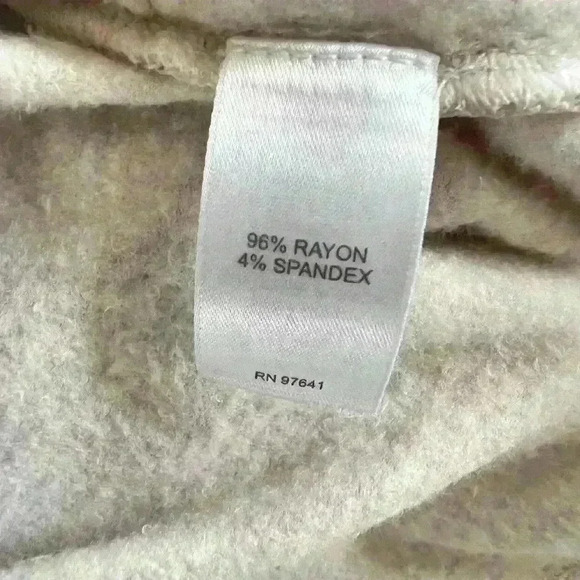 96% RAYON
4% SPANDEX
RN 97641